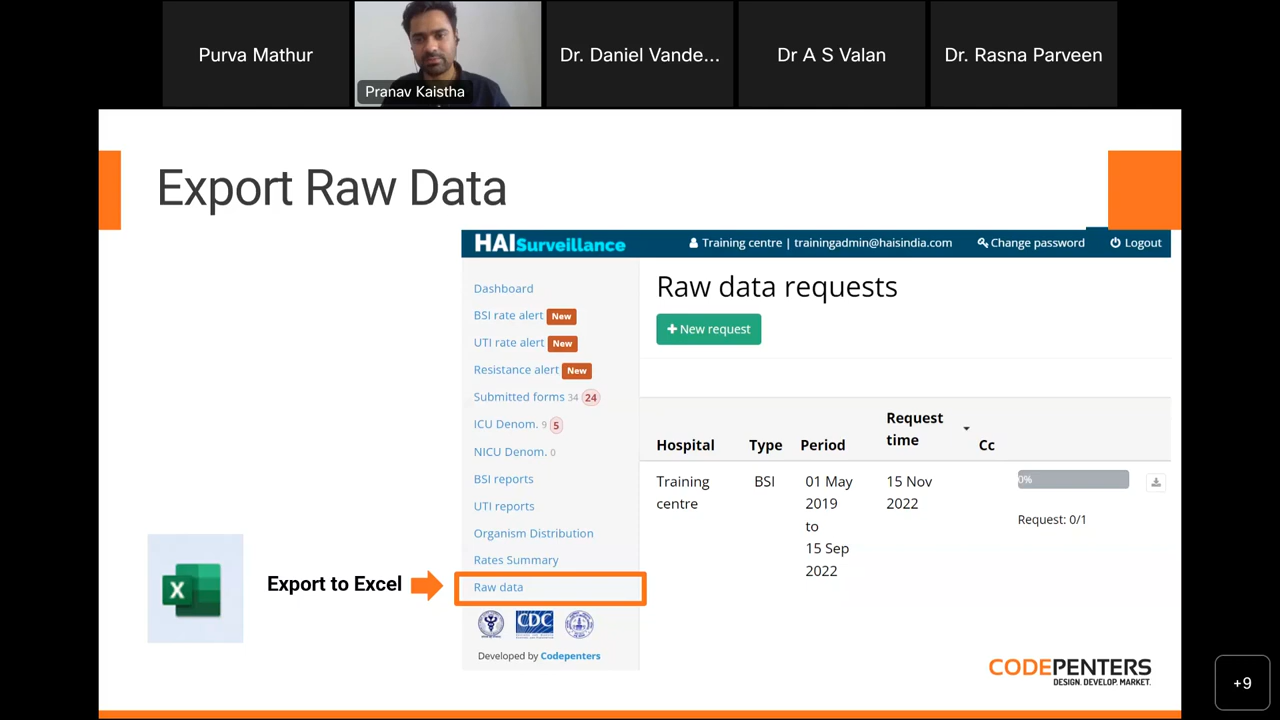 Purva Mathur
Pranav Kaistha
Dr. Daniel Vande...
Dr A S Valan
Dr. Rasna Parveen
Export Raw Data
HAISurveillance
Training centre | trainingadmin@haisindia.com
Change password
Logout
Dashboard
BSI rate alert New
UTI rate alert New
Resistance alert New
Submitted forms 34 24
ICU Denom. 9 5
NICU Denom. 0
BSI reports
UTI reports
Organism Distribution
Rates Summary
Raw data
CDC
Developed by Codepenters
Raw data requests
+ New request
Hospital
Type
Period
Request
time
Cc
Training
centre
BSI
01 May
2019
to
15 Sep
2022
15 Nov
2022
0%
Request: 0/1
X
Export to Excel
CODEPENTERS
DESIGN. DEVELOP. MARKET.
+9